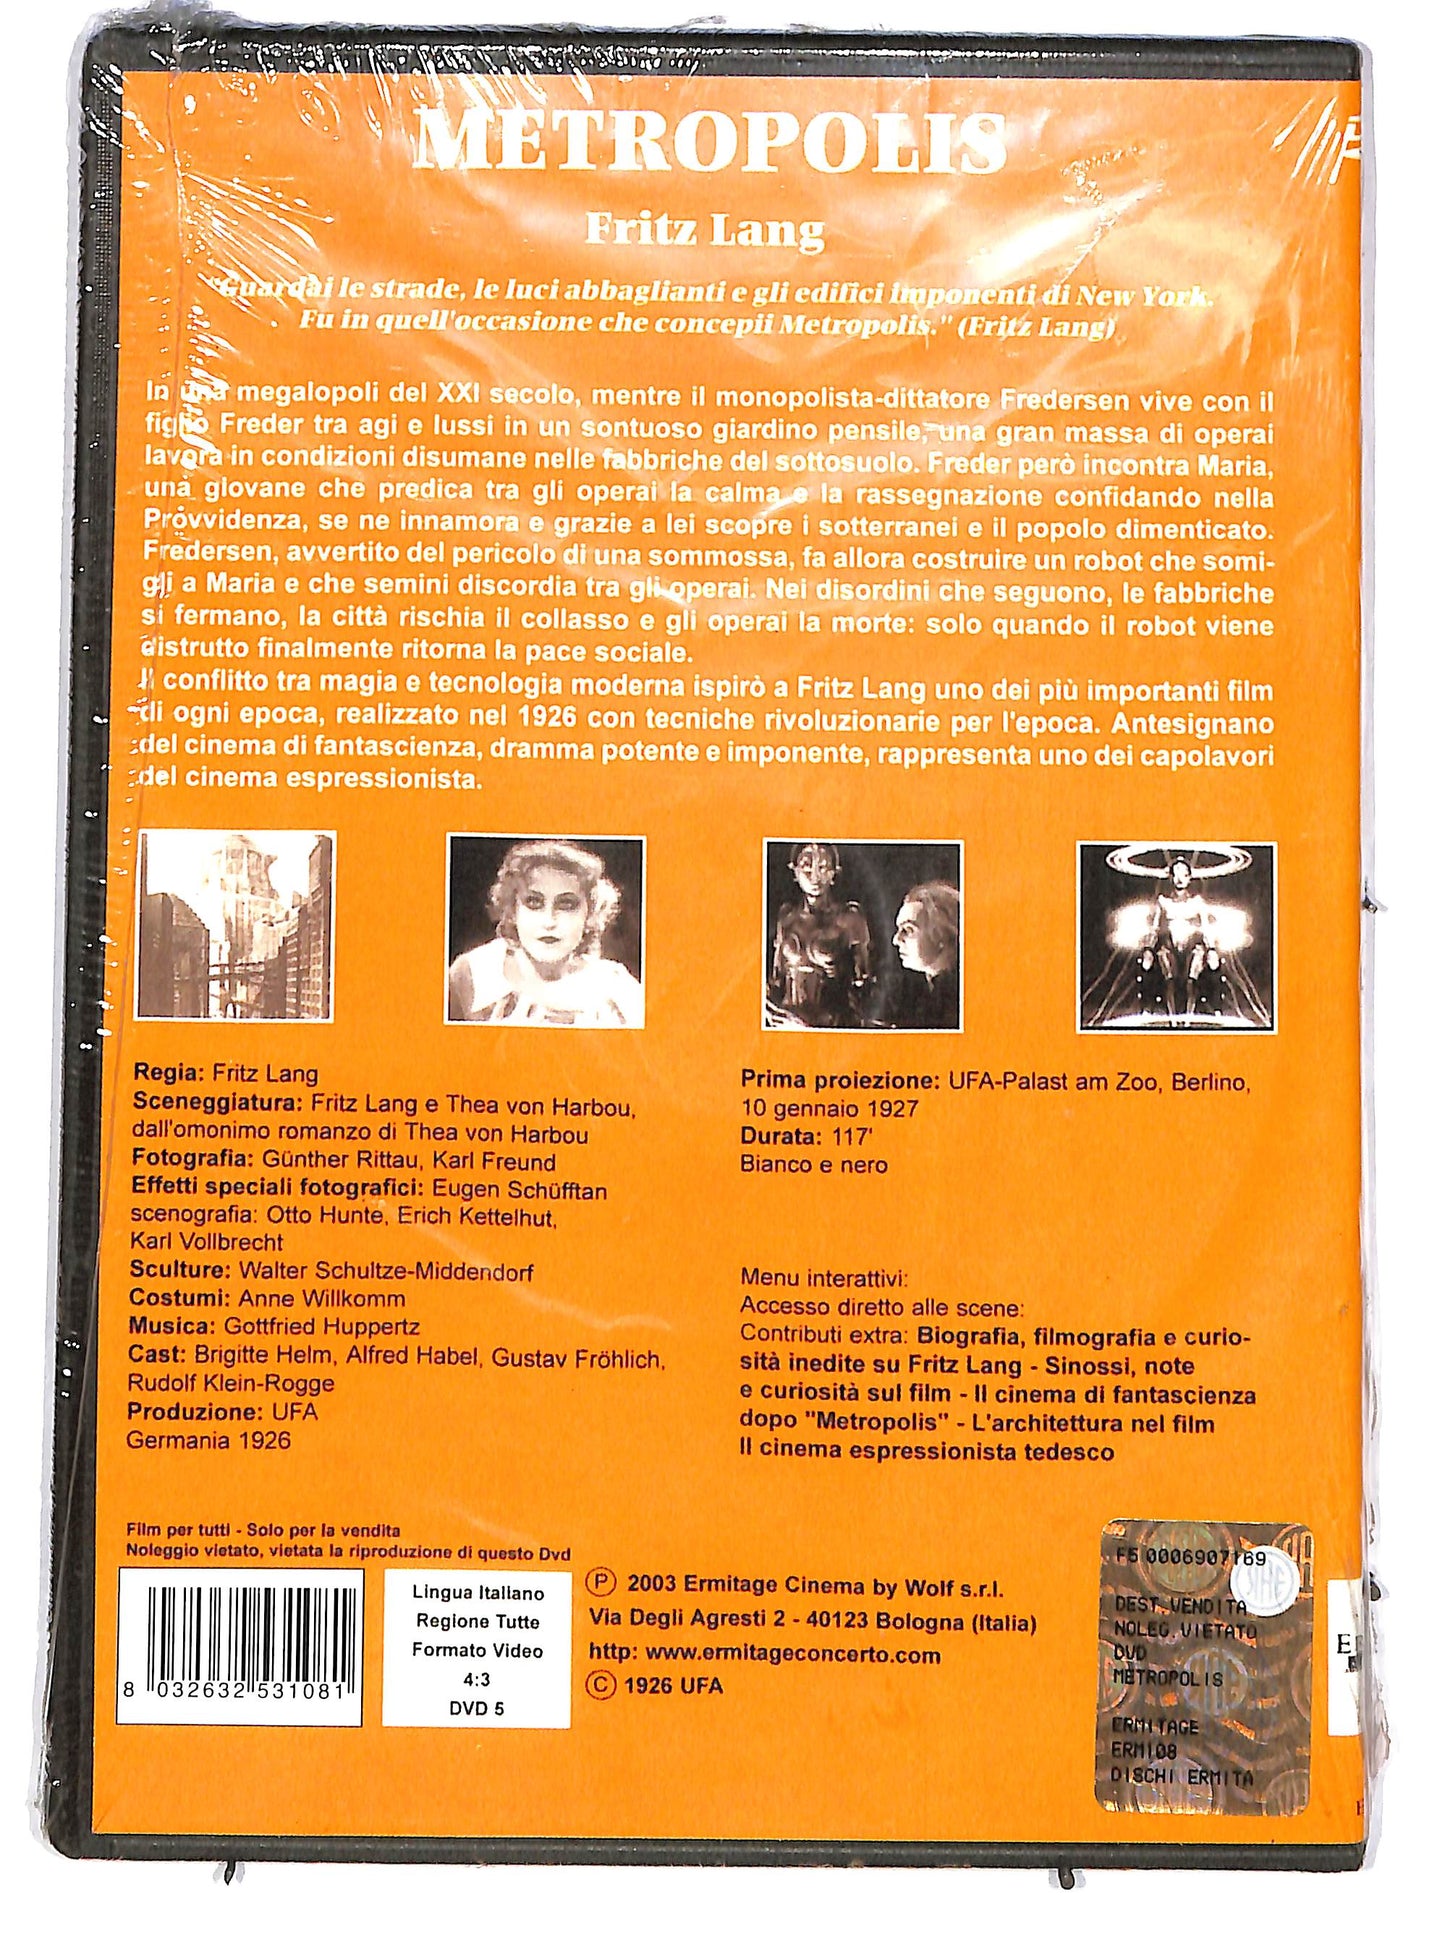 METROPOLIS
Fritz Lang
"Guardai le strade, le luci abbaglianti e gli edifici imponenti di New York.
Fu in quell'occasione che concepii Metropolis." (Fritz Lang)
In una megalopoli del XXI secolo, mentre il monopolista-dittatore Fredersen vive con il
figlio Freder tra agi e lussi in un sontuoso giardino pensile, una gran massa di operai
lavora in condizioni disumane nelle fabbriche del sottosuolo. Freder però incontra Maria,
una giovane che predica tra gli operai la calma e la rassegnazione confidando nella
Provvidenza, se ne innamora e grazie a lei scopre i sotterranei e il popolo dimenticato.
Fredersen, avvertito del pericolo di una sommossa, fa allora costruire un robot che somi-
gli a Maria e che semini discordia tra gli operai. Nei disordini che seguono, le fabbriche
si fermano, la città rischia il collasso e gli operai la morte: solo quando il robot viene
distrutto finalmente ritorna la pace sociale.
Il conflitto tra magia e tecnologia moderna ispirò a Fritz Lang uno dei più importanti film
di ogni epoca, realizzato nel 1926 con tecniche rivoluzionarie per l'epoca. Antesignano
del cinema di fantascienza, dramma potente e imponente, rappresenta uno dei capolavori
del cinema espressionista.
Regia: Fritz Lang
Sceneggiatura: Fritz Lang e Thea von Harbou,
dall'omonimo romanzo di Thea von Harbou
Fotografia: Günther Rittau, Karl Freund
Effetti speciali fotografici: Eugen Schüfftan
scenografia: Otto Hunte, Erich Kettelhut,
Karl Vollbrecht
Sculture: Walter Schultze-Middendorf
Costumi: Anne Willkomm
Musica: Gottfried Huppertz
Cast: Brigitte Helm, Alfred Habel, Gustav Fröhlich,
Rudolf Klein-Rogge
Produzione: UFA
Germania 1926
Prima proiezione: UFA-Palast am Zoo, Berlino,
10 gennaio 1927
Durata: 117'
Bianco e nero
Menu interattivi:
Accesso diretto alle scene:
Contributi extra: Biografia, filmografia e curio-
sità inedite su Fritz Lang - Sinossi, note
e curiosità sul film - Il cinema di fantascienza
dopo "Metropolis" - L'architettura nel film
Il cinema espressionista tedesco
Film per tutti - Solo per la vendita
Noleggio vietato, vietata la riproduzione di questo Dvd
8 032632 531081
Lingua Italiano
Regione Tutte
Formato Video
4:3
DVD 5
Ⓟ 2003 Ermitage Cinema by Wolf s.r.l.
Via Degli Agresti 2 - 40123 Bologna (Italia)
http: www.ermitageconcerto.com
© 1926 UFA
F5 0006907169
SIAE
DEST.VENDITA
NOLEG.VIETATO
DVD
METROPOLIS
ERMITAGE
ERM108
DISCHI ERMITA